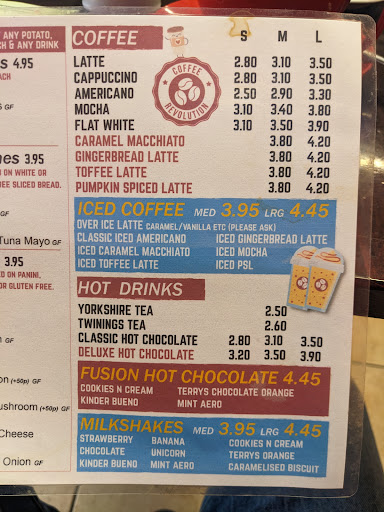 ANY POTATO,
CH & ANY DRINK
s 4.95
ACH
S GF
nes 3.95
ON WHITE OR
DEE SLICED BREAD.
GF
Tuna Mayo GF
3.95
D ON PANINI,
OR GLUTEN FREE.
GF
on (+50p) GF
ushroom (+50p) GF
Cheese
Onion GF
COFFEE S M L
LATTE 2.80 3.10 3.50
CAPPUCCINO 2.80 3.10 3.50
AMERICANO 2.50 2.90 3.30
MOCHA 3.10 3.40 3.80
FLAT WHITE 3.10 3.50 3.90
CARAMEL MACCHIATO 3.80 4.20
GINGERBREAD LATTE 3.80 4.20
TOFFEE LATTE 3.80 4.20
PUMPKIN SPICED LATTE 3.80 4.20
COFFEE
REVOLUTION
ICED COFFEE MED 3.95 LRG 4.45
OVER ICE LATTE CARAMEL/VANILLA ETC (PLEASE ASK)
CLASSIC ICED AMERICANO ICED GINGERBREAD LATTE
ICED CARAMEL MACCHIATO ICED MOCHA
ICED TOFFEE LATTE ICED PSL
HOT DRINKS
YORKSHIRE TEA 2.50
TWININGS TEA 2.60
CLASSIC HOT CHOCOLATE 2.80 3.10 3.50
DELUXE HOT CHOCOLATE 3.20 3.50 3.90
FUSION HOT CHOCOLATE 4.45
COOKIES N CREAM TERRYS CHOCOLATE ORANGE
KINDER BUENO MINT AERO
MILKSHAKES MED 3.95 LRG 4.45
STRAWBERRY BANANA COOKIES N CREAM
CHOCOLATE UNICORN TERRYS ORANGE
KINDER BUENO MINT AERO CARAMELISED BISCUIT